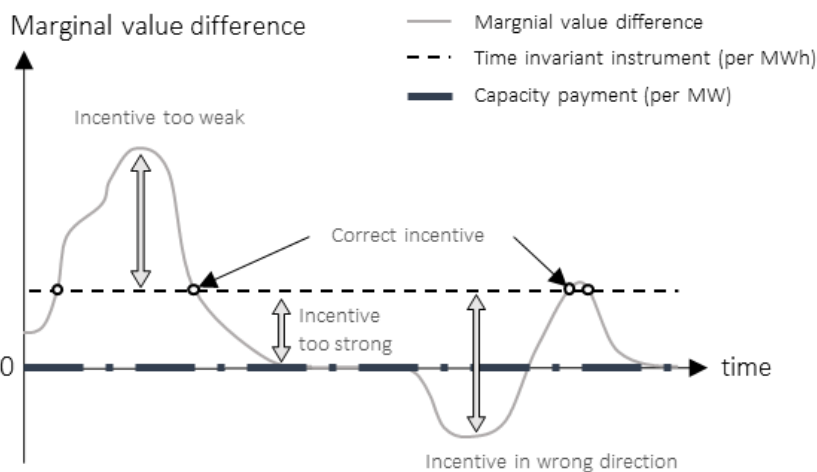 Marginal value difference
Margnial value difference
Time invariant instrument (per MWh)
Capacity payment (per MW)
Incentive too weak
Correct incentive
Incentive
too strong
0
time
Incentive in wrong direction